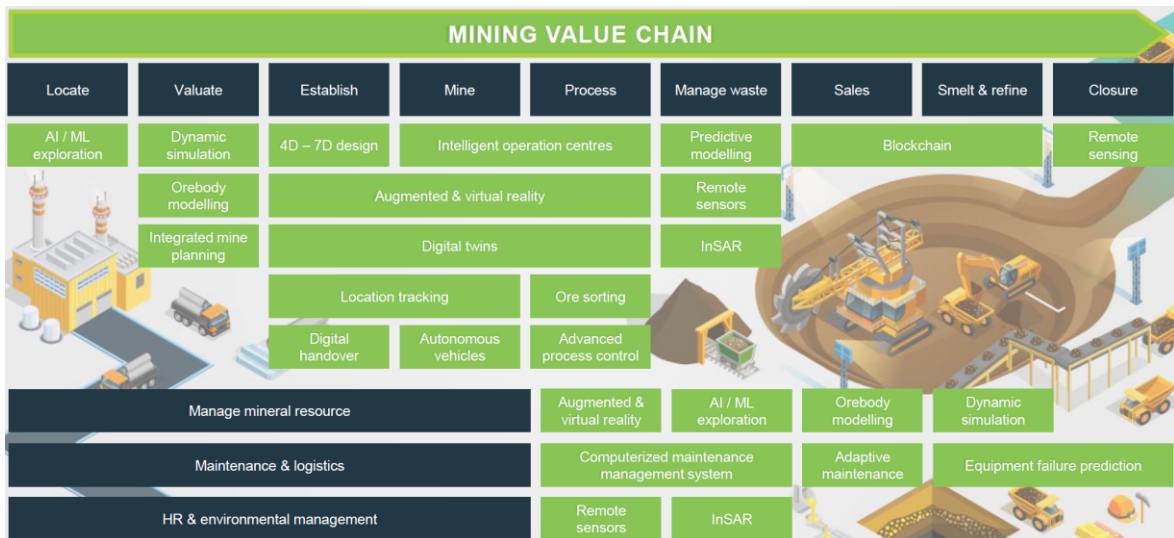 MINING VALUE CHAIN
Locate
Valuate
Establish
Mine
Process
Manage waste
Sales
Smelt & refine
Closure
AI / ML
exploration
Dynamic
simulation
4D – 7D design
Intelligent operation centres
Predictive
modelling
Blockchain
Remote
sensing
Orebody
modelling
Augmented & virtual reality
Remote
sensors
Integrated mine
planning
Digital twins
InSAR
Location tracking
Ore sorting
Digital
handover
Autonomous
vehicles
Advanced
process control
Manage mineral resource
Augmented &
virtual reality
AI / ML
exploration
Orebody
modelling
Dynamic
simulation
Maintenance & logistics
Computerized maintenance
management system
Adaptive
maintenance
Equipment failure prediction
HR & environmental management
Remote
sensors
InSAR